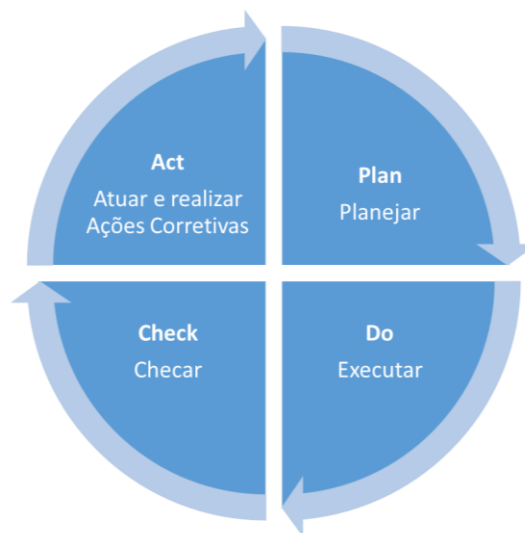 Act
Atuar e realizar
Ações Corretivas
Plan
Planejar
Check
Checar
Do
Executar